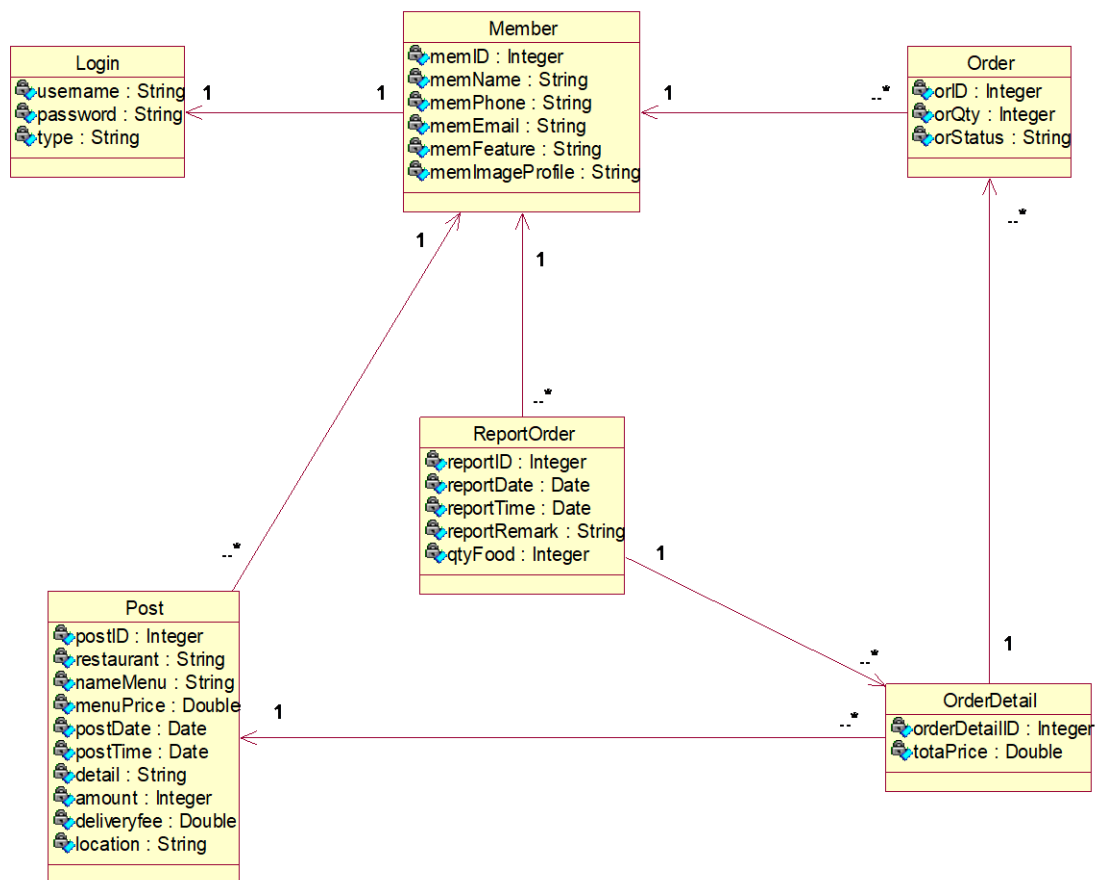 Member
memID : Integer
memName : String
memPhone : String
memEmail : String
memFeature : String
memImageProfile : String
Login
username : String
password : String
type : String
Order
orID : Integer
orQty : Integer
orStatus : String
1
1
1
--*
1
1
--*
--*
--*
ReportOrder
reportID : Integer
reportDate : Date
reportTime : Date
reportRemark : String
qtyFood : Integer
1
--*
1
Post
postID : Integer
restaurant : String
nameMenu : String
menuPrice : Double
postDate : Date
postTime : Date
detail : String
amount : Integer
deliveryfee : Double
location : String
1
--*
OrderDetail
orderDetailID : Integer
totaPrice : Double